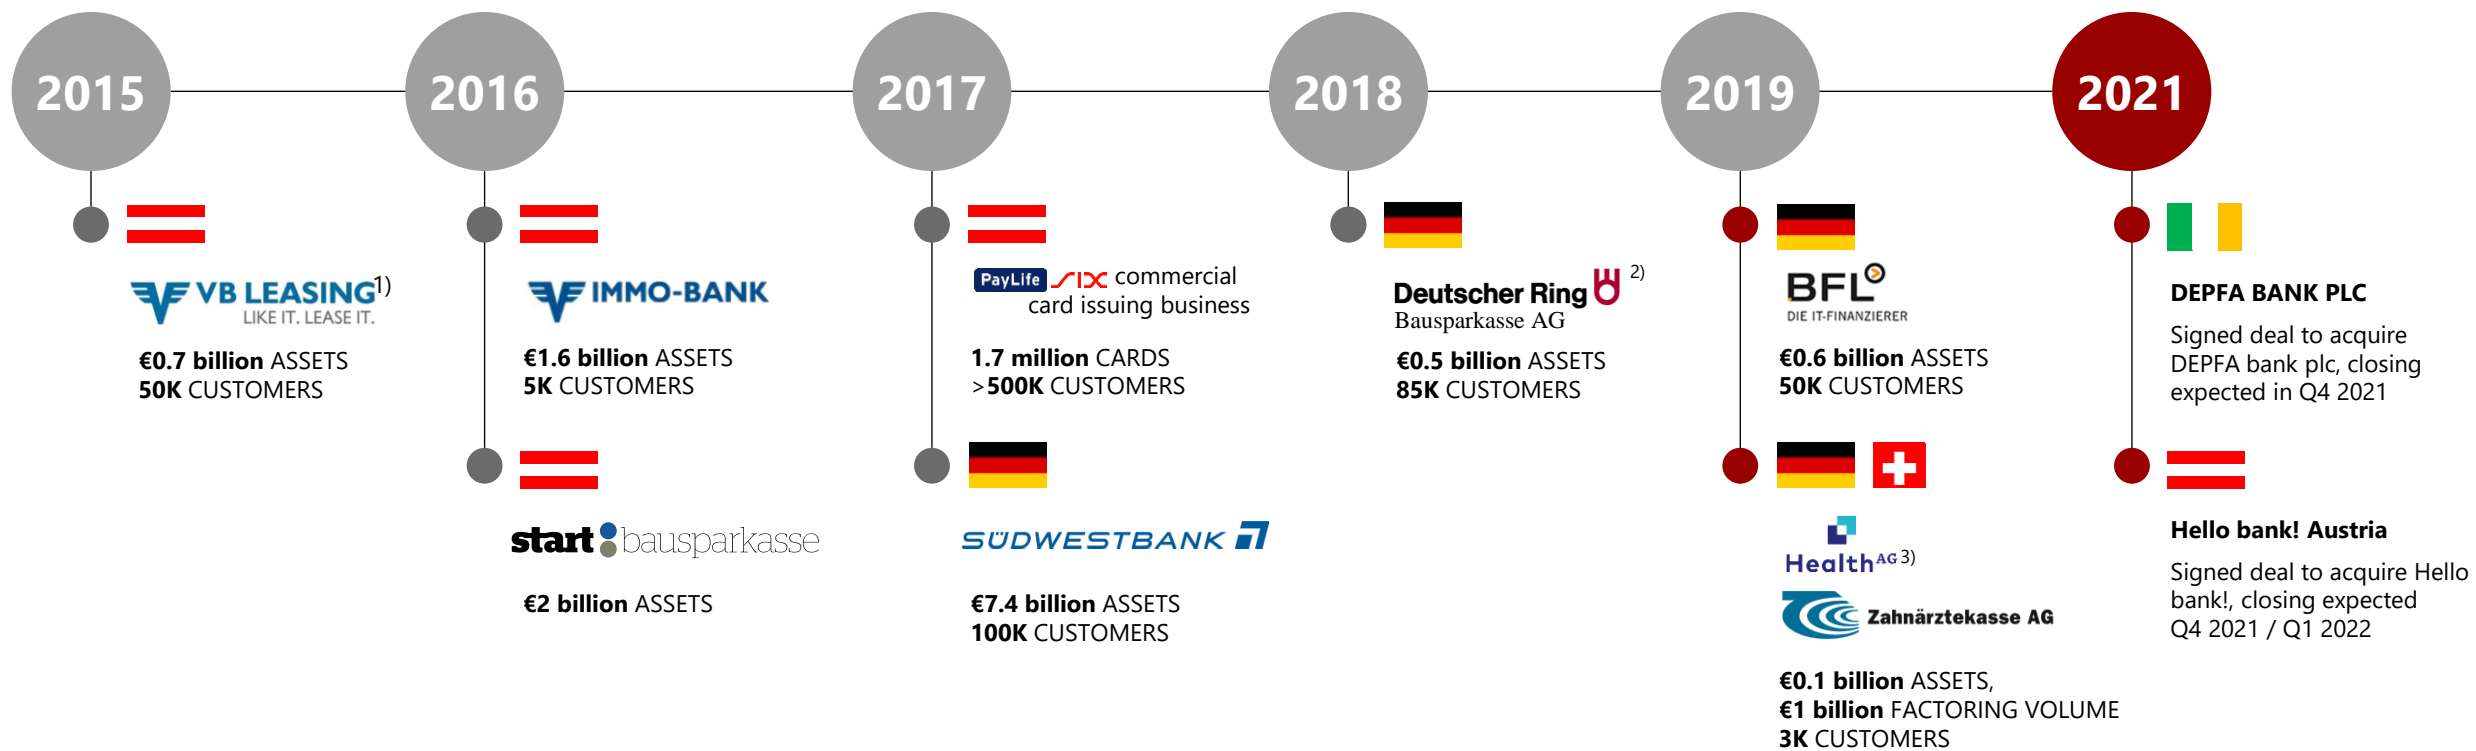 2015
2016
2017
2018
2019
2021
VB LEASING 1)
LIKE IT. LEASE IT.
€0.7 billion ASSETS
50K CUSTOMERS
IMMO-BANK
€1.6 billion ASSETS
5K CUSTOMERS
start:bausparkasse
€2 billion ASSETS
PayLife SIX commercial
card issuing business
1.7 million CARDS
>500K CUSTOMERS
SÜDWESTBANK
€7.4 billion ASSETS
100K CUSTOMERS
Deutscher Ring 2)
Bausparkasse AG
€0.5 billion ASSETS
85K CUSTOMERS
BFL
DIE IT-FINANZIERER
€0.6 billion ASSETS
50K CUSTOMERS
Health AG 3)
Zahnärztekasse AG
€0.1 billion ASSETS,
€1 billion FACTORING VOLUME
3K CUSTOMERS
DEPFA BANK PLC
Signed deal to acquire
DEPFA bank plc, closing
expected in Q4 2021
Hello bank! Austria
Signed deal to acquire Hello
bank!, closing expected
Q4 2021 / Q1 2022